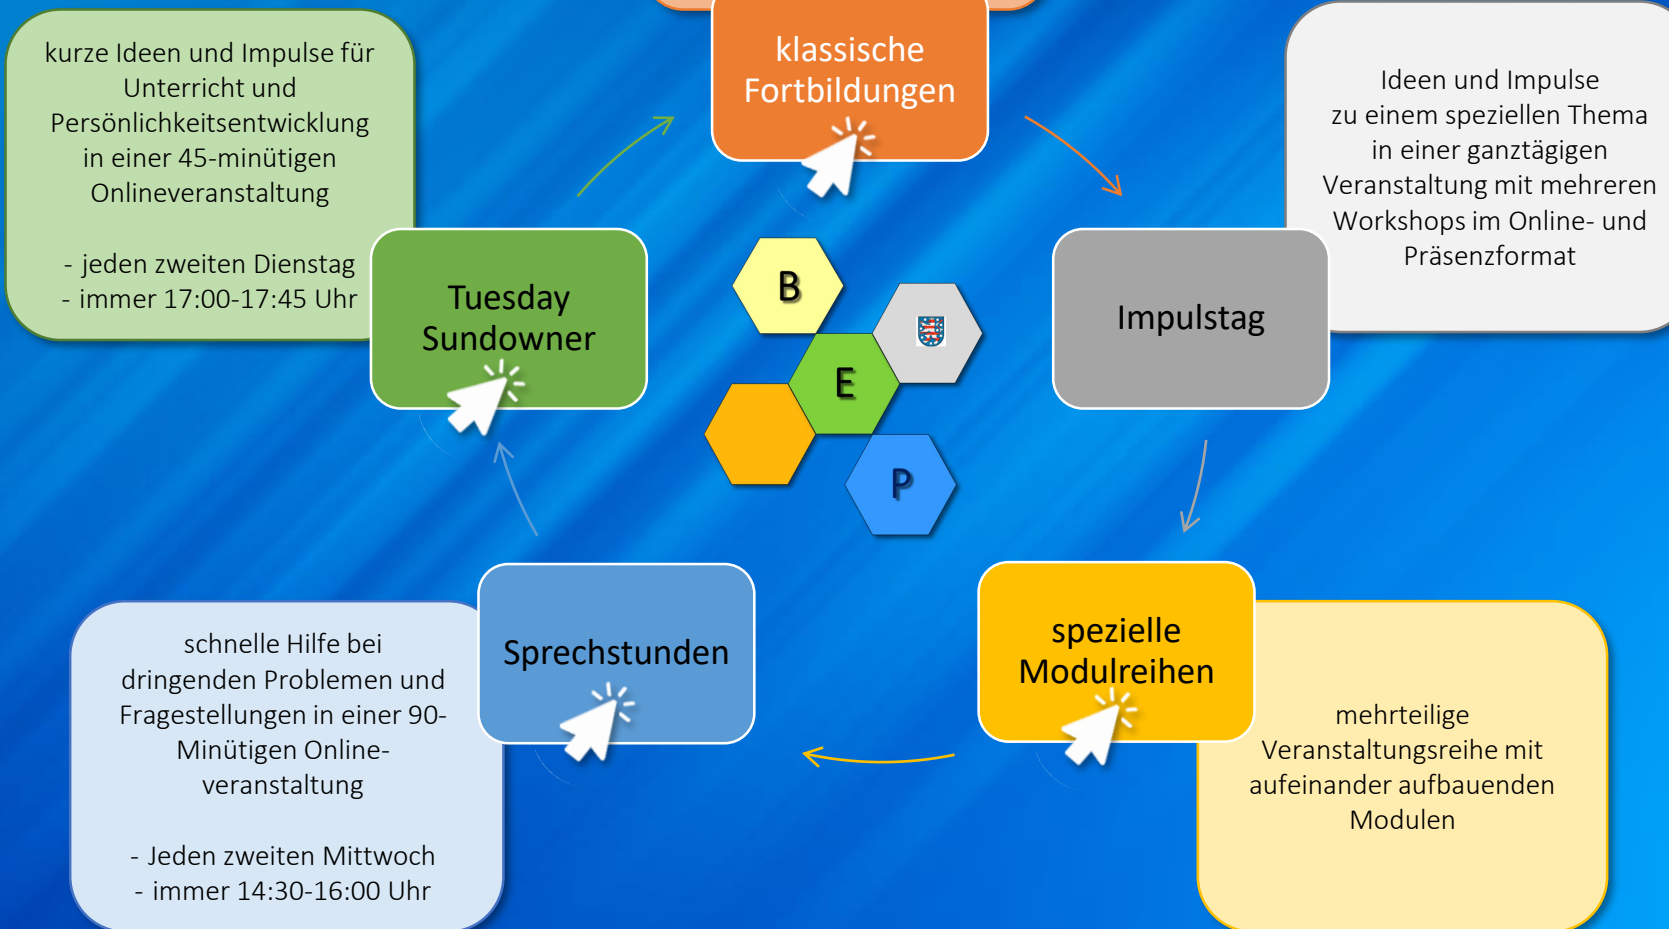 klassische
Fortbildungen
kurze Ideen und Impulse für
Unterricht und
Persönlichkeitsentwicklung
in einer 45-minütigen
Onlineveranstaltung
- jeden zweiten Dienstag
- immer 17:00-17:45 Uhr
Tuesday
Sundowner
Ideen und Impulse
zu einem speziellen Thema
in einer ganztägigen
Veranstaltung mit mehreren
Workshops im Online- und
Präsenzformat
Impulstag
B
E
P
Sprechstunden
schnelle Hilfe bei
dringenden Problemen und
Fragestellungen in einer 90-
Minütigen Online-
veranstaltung
- Jeden zweiten Mittwoch
- immer 14:30-16:00 Uhr
spezielle
Modulreihen
mehrteilige
Veranstaltungsreihe mit
aufeinander aufbauenden
Modulen